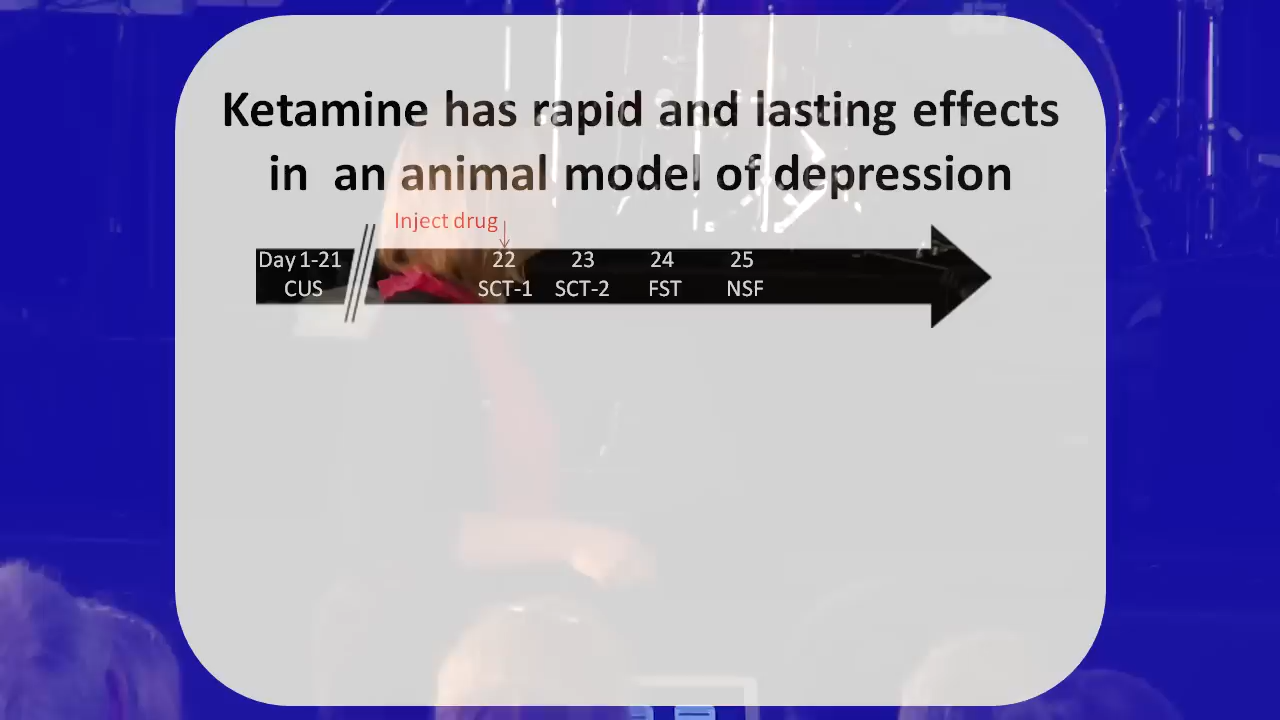 Ketamine has rapid and lasting effects
in an animal model of depression
Inject drug
Day 1-21 22 23 24 25
CUS SCT-1 SCT-2 FST NSF